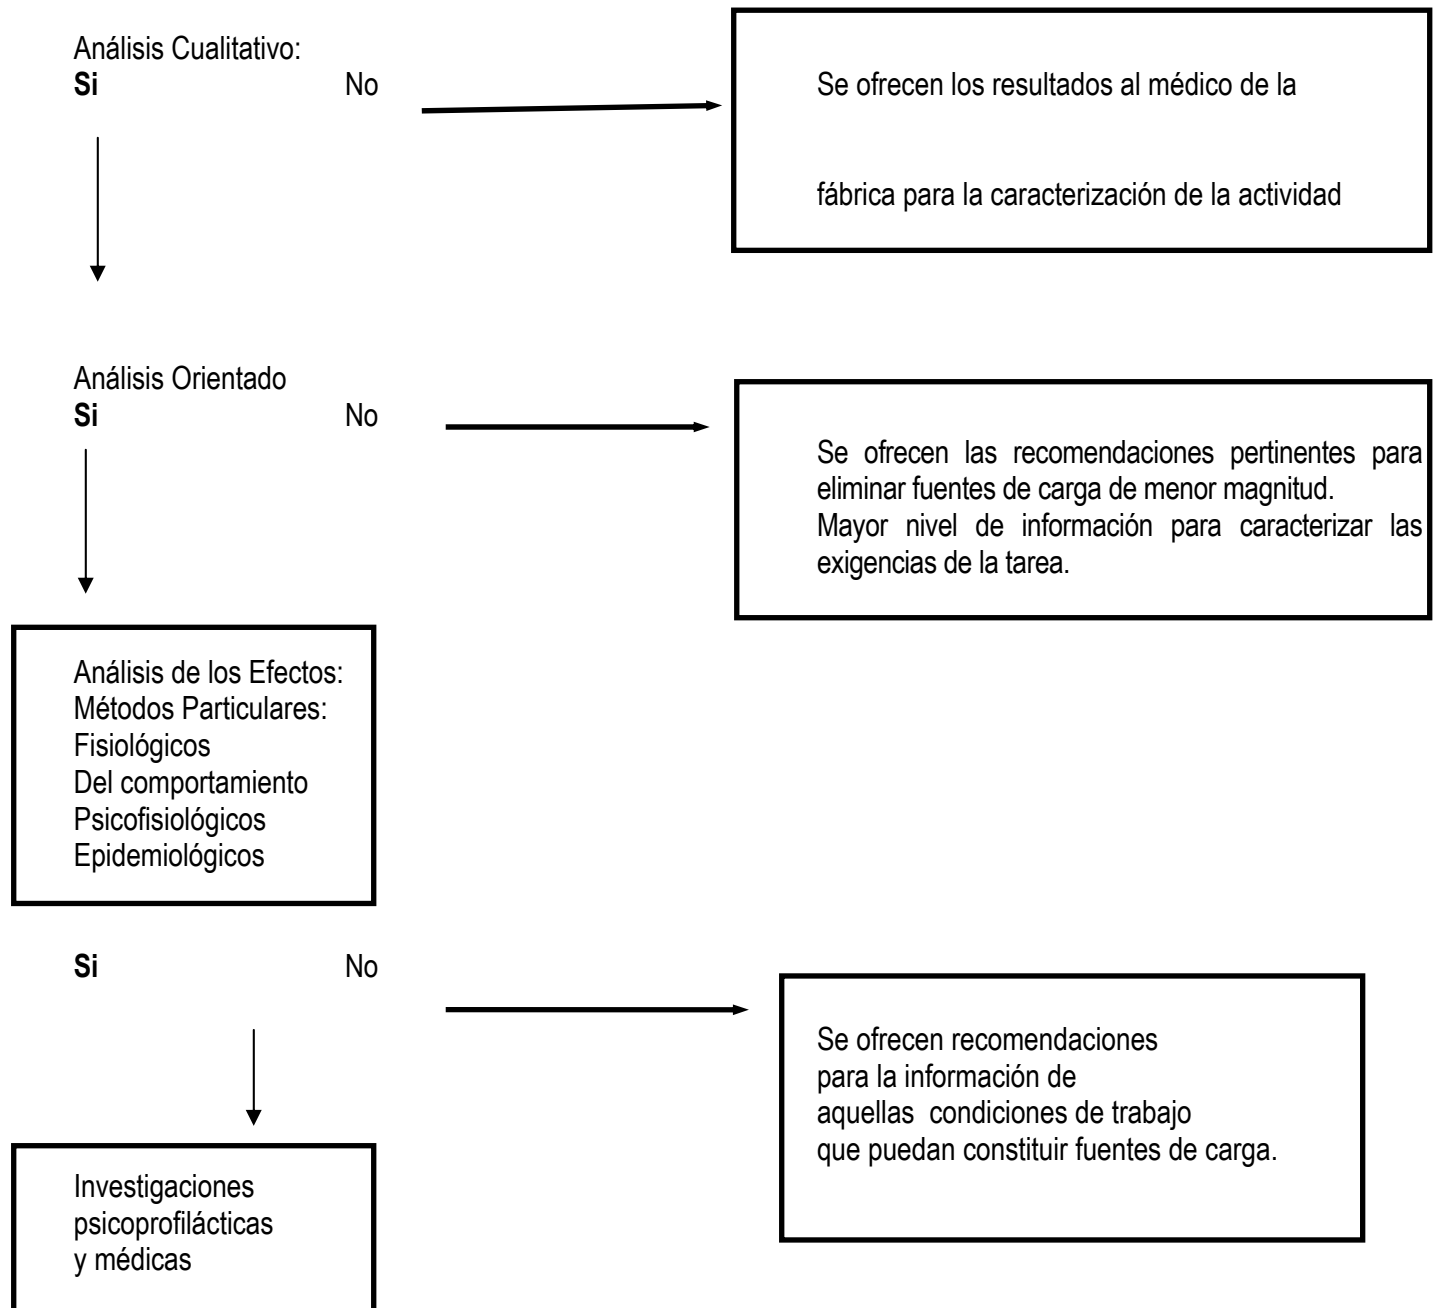 Análisis Cualitativo:
Si No
Se ofrecen los resultados al médico de la
fábrica para la caracterización de la actividad
Análisis Orientado
Si No
Se ofrecen las recomendaciones pertinentes para
eliminar fuentes de carga de menor magnitud.
Mayor nivel de información para caracterizar las
exigencias de la tarea.
Análisis de los Efectos:
Métodos Particulares:
Fisiológicos
Del comportamiento
Psicofisiológicos
Epidemiológicos
Si No
Se ofrecen recomendaciones
para la información de
aquellas condiciones de trabajo
que puedan constituir fuentes de carga.
Investigaciones
psicoprofilácticas
y médicas